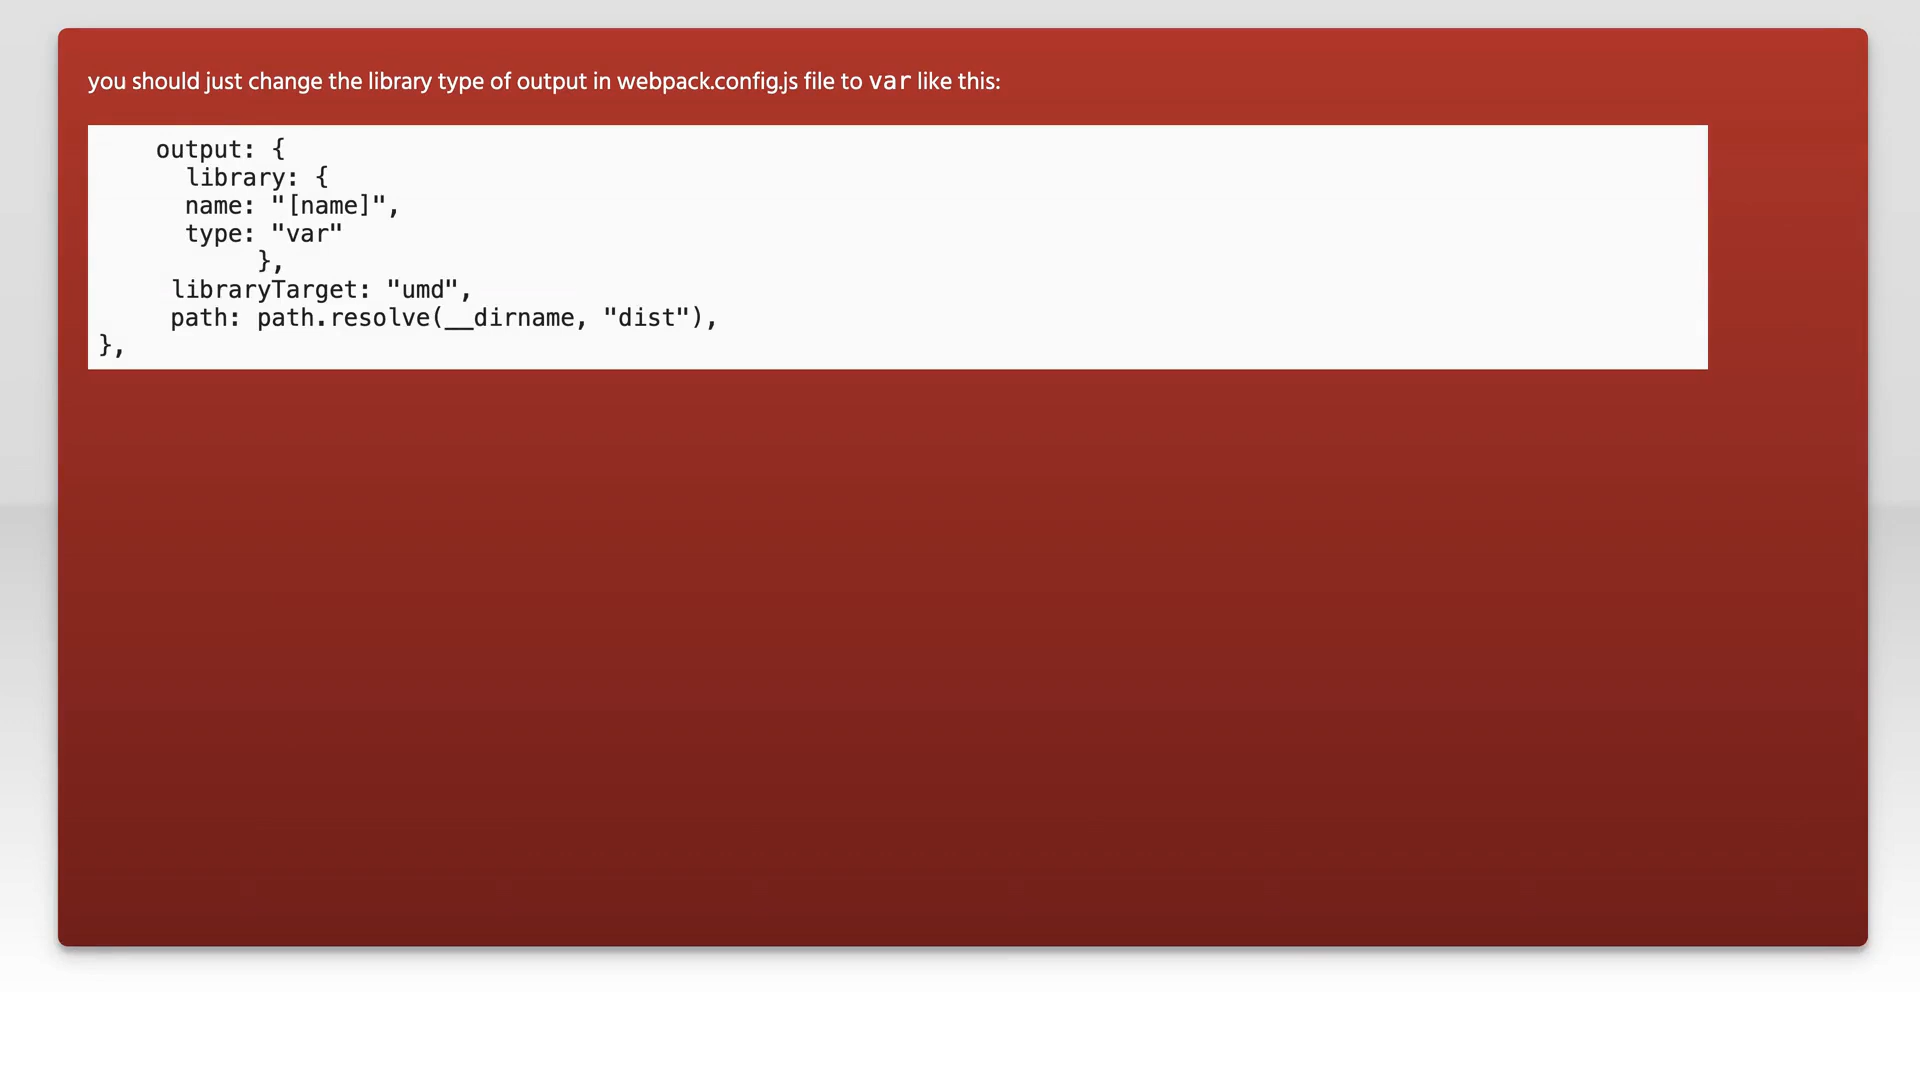 you should just change the library type of output in webpack.config.js file to var like this:
output: {
library: {
name: "[name]",
type: "var"
},
libraryTarget: "umd",
path: path.resolve(__dirname, "dist"),
},